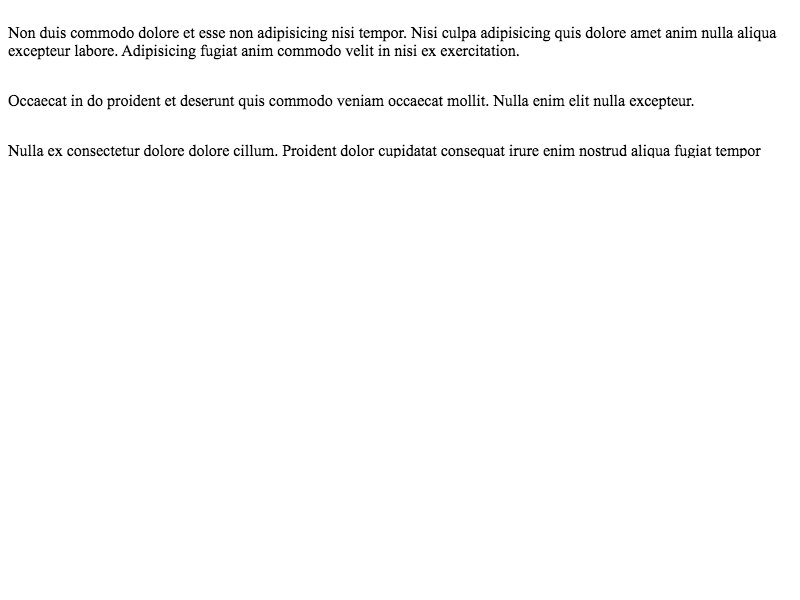 Non duis commodo dolore et esse non adipisicing nisi tempor. Nisi culpa adipisicing quis dolore amet anim nulla aliqua
excepteur labore. Adipisicing fugiat anim commodo velit in nisi ex exercitation.
Occaecat in do proident et deserunt quis commodo veniam occaecat mollit. Nulla enim elit nulla excepteur.
Nulla ex consectetur dolore dolore cillum. Proident dolor cupidatat consequat irure enim nostrud aliqua fugiat tempor